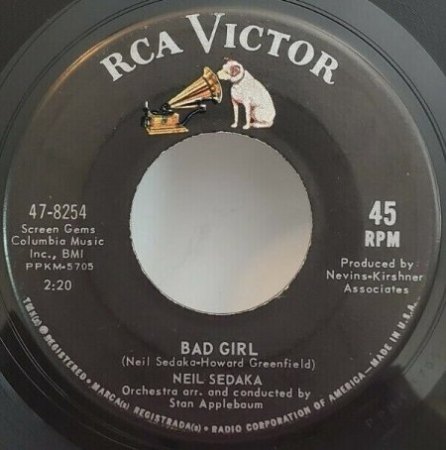 RCA VICTOR
47-8254
Screen Gems
Columbia Music
Inc., BMI
PPKM-5705
2:20
45
RPM
Produced by
Nevins-Kirshner
Associates
BAD GIRL
(Neil Sedaka-Howard Greenfield)
NEIL SEDAKA
Orchestra arr. and conducted by
Stan Applebaum
TMK(s) ® REGISTERED • MARCA(s) REGISTRADA(s) • RADIO CORPORATION OF AMERICA—MADE IN U.S.A.